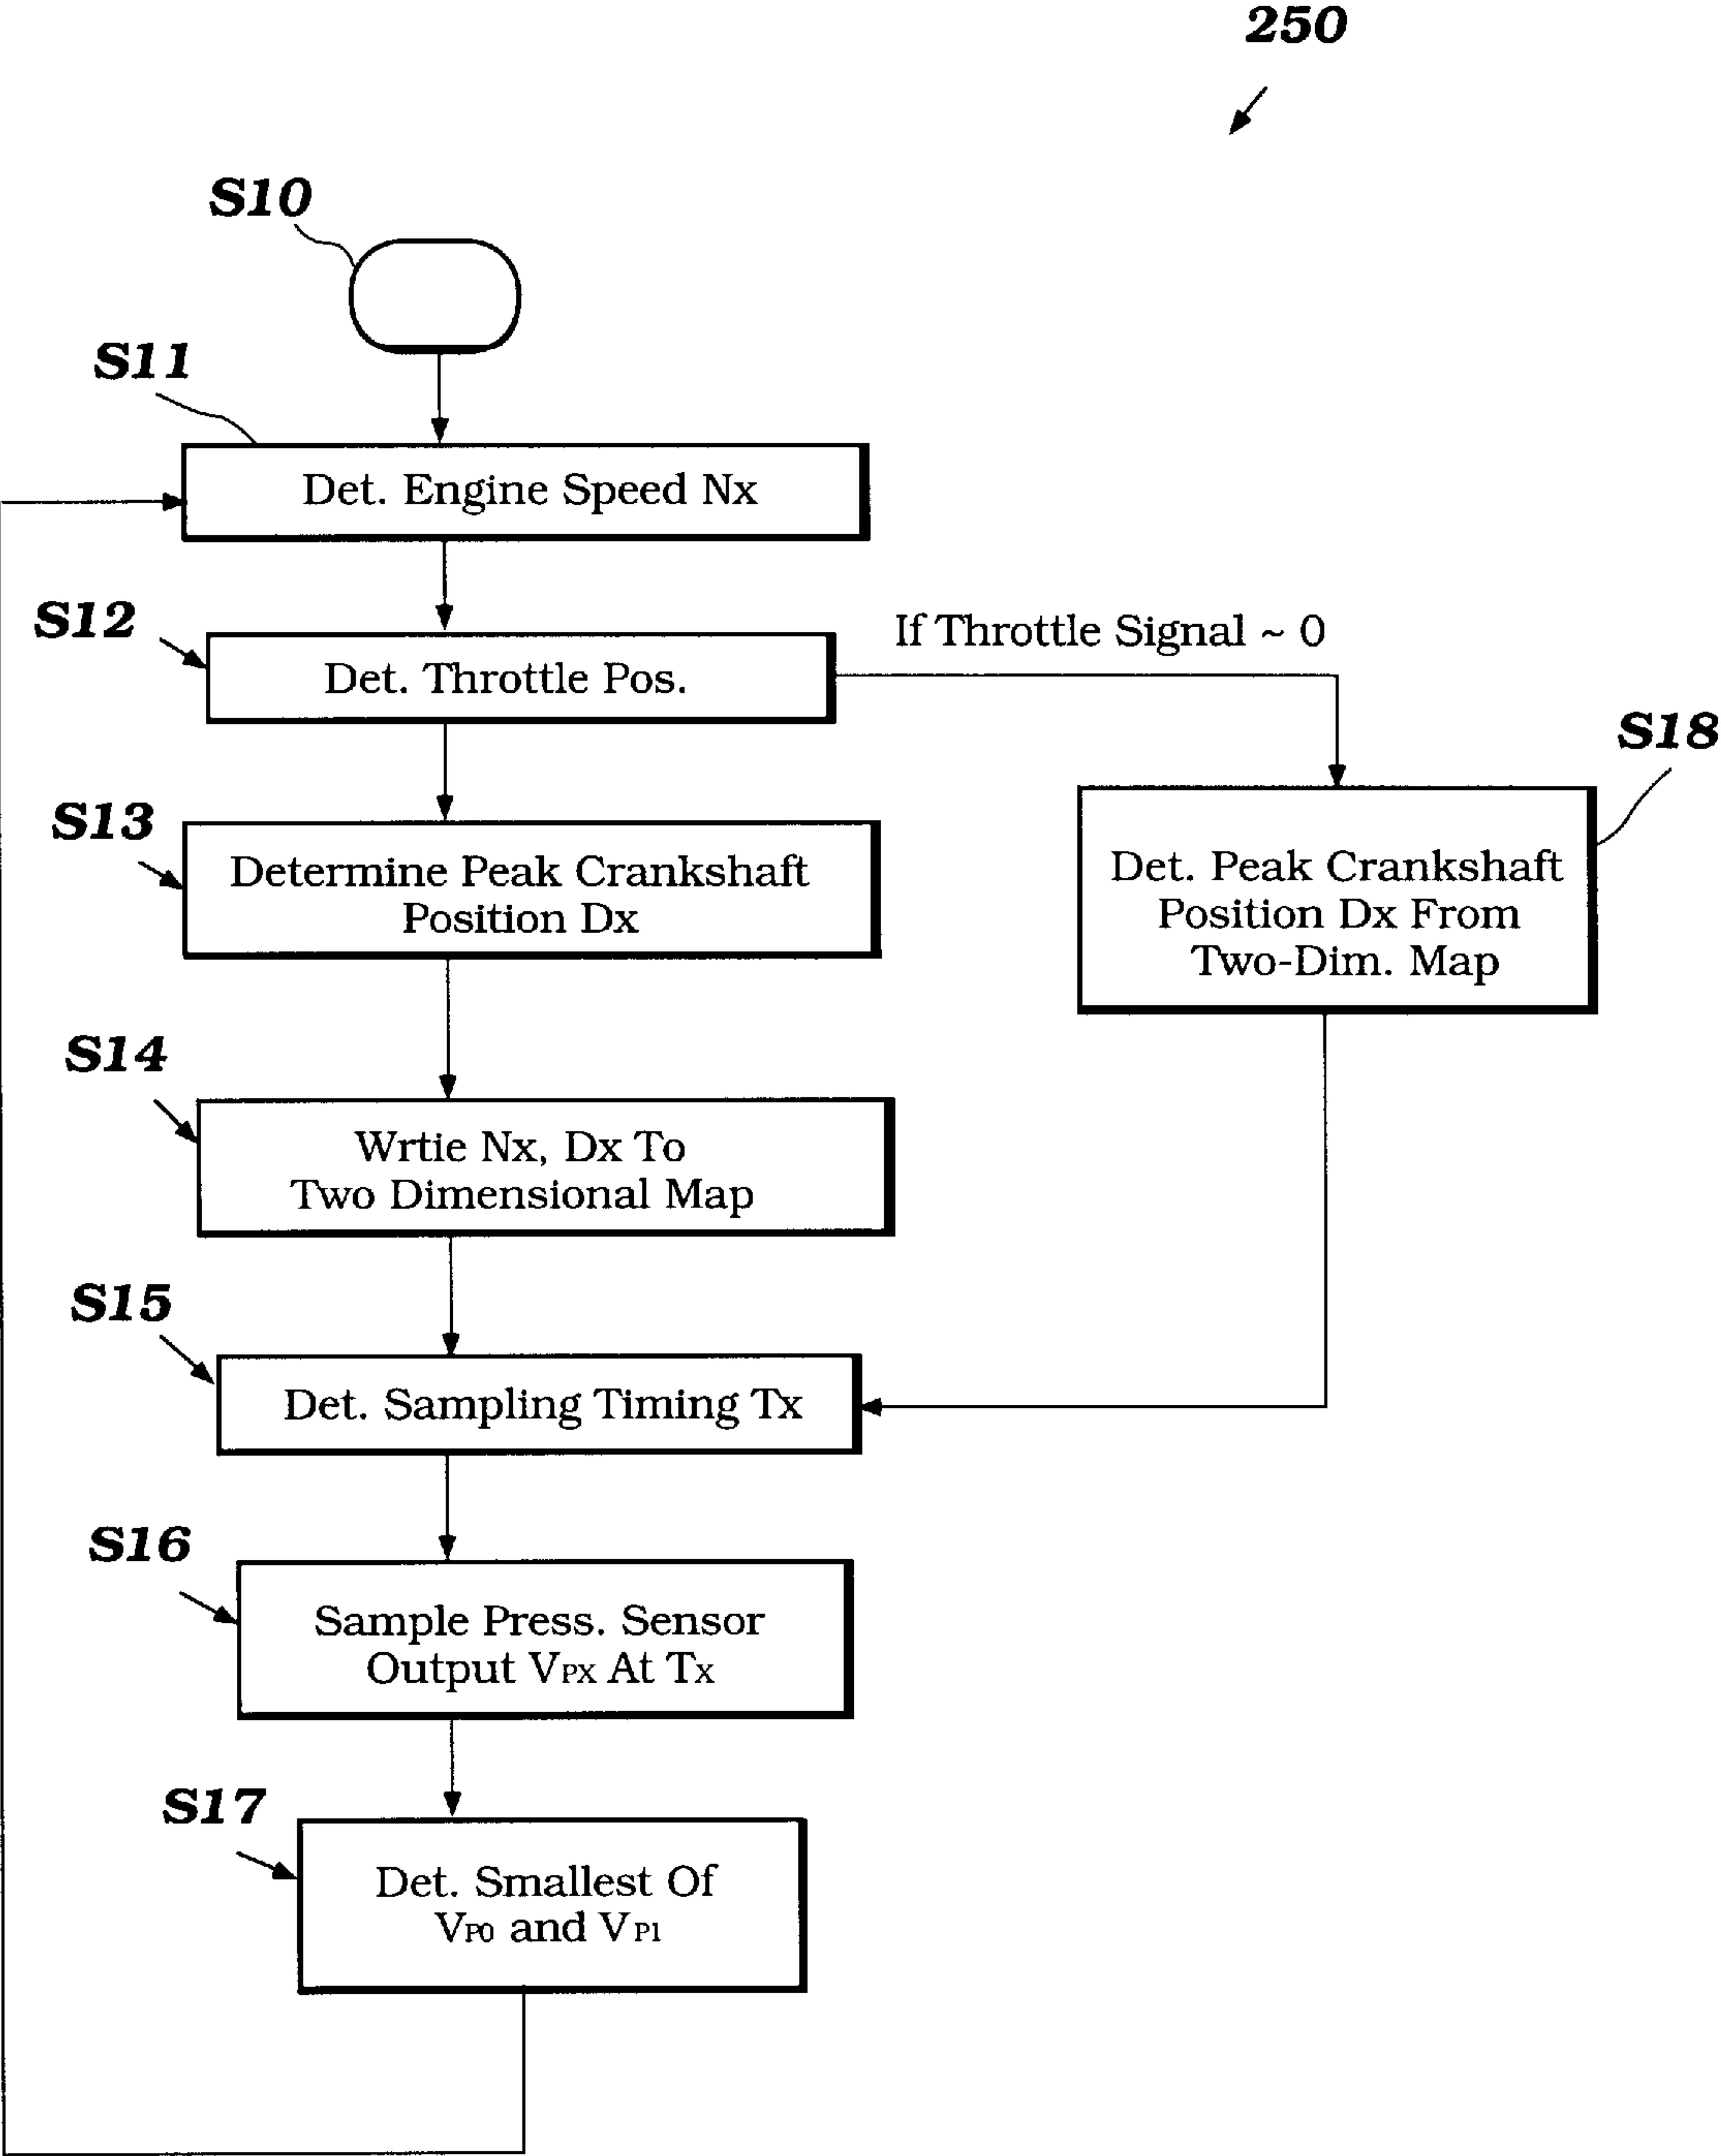 250
S10
S11
Det. Engine Speed Nx
S12
Det. Throttle Pos.
If Throttle Signal ~ 0
S13
Determine Peak Crankshaft
Position Dx
S18
Det. Peak Crankshaft
Position Dx From
Two-Dim. Map
S14
Wrtie Nx, Dx To
Two Dimensional Map
S15
Det. Sampling Timing Tx
S16
Sample Press. Sensor
Output VPX At TX
S17
Det. Smallest Of
VP0 and VP1